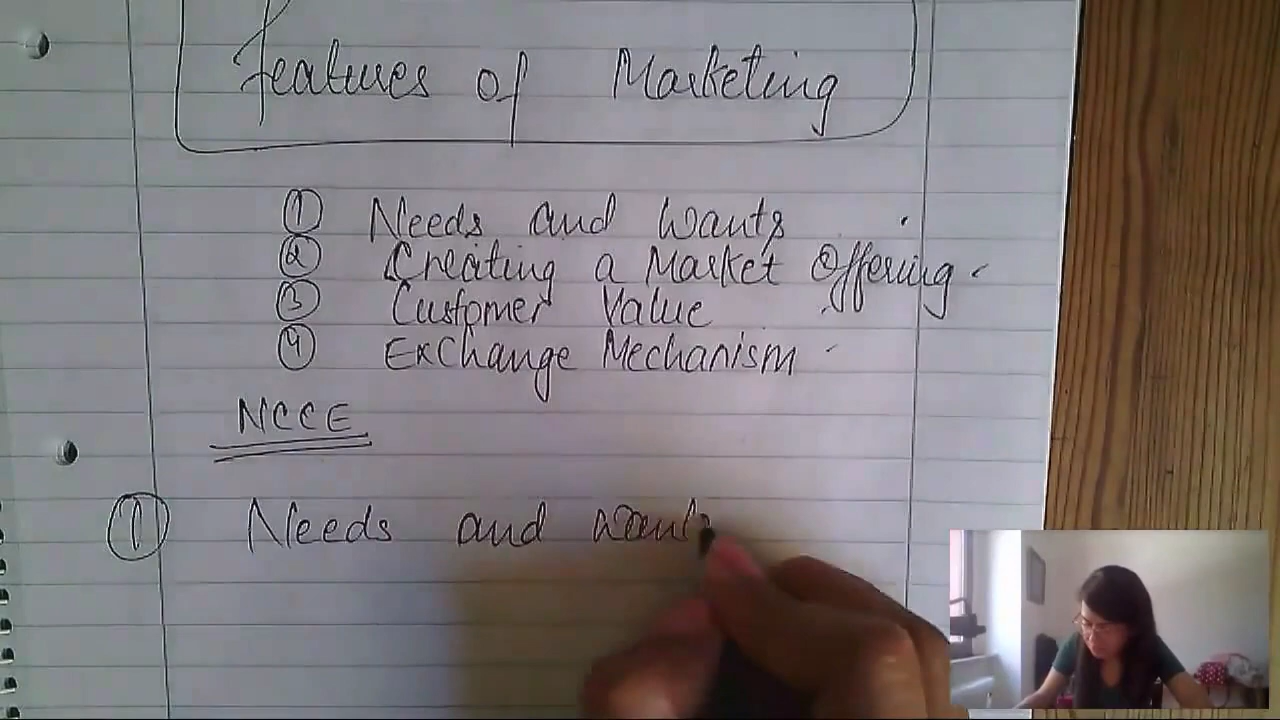 Features of Marketing
① Needs and Wants
② Creating a Market Offering
③ Customer Value
④ Exchange Mechanism
NCCE
① Needs and want